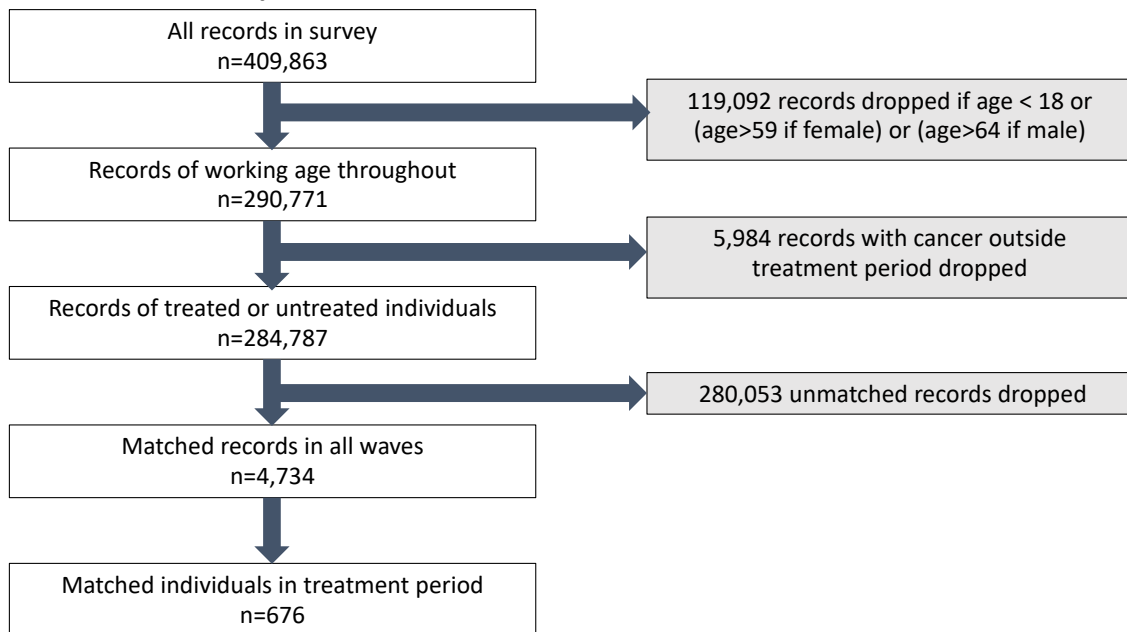 All records in survey
n=409,863
119,092 records dropped if age < 18 or
(age>59 if female) or (age>64 if male)
Records of working age throughout
n=290,771
5,984 records with cancer outside
treatment period dropped
Records of treated or untreated individuals
n=284,787
280,053 unmatched records dropped
Matched records in all waves
n=4,734
Matched individuals in treatment period
n=676